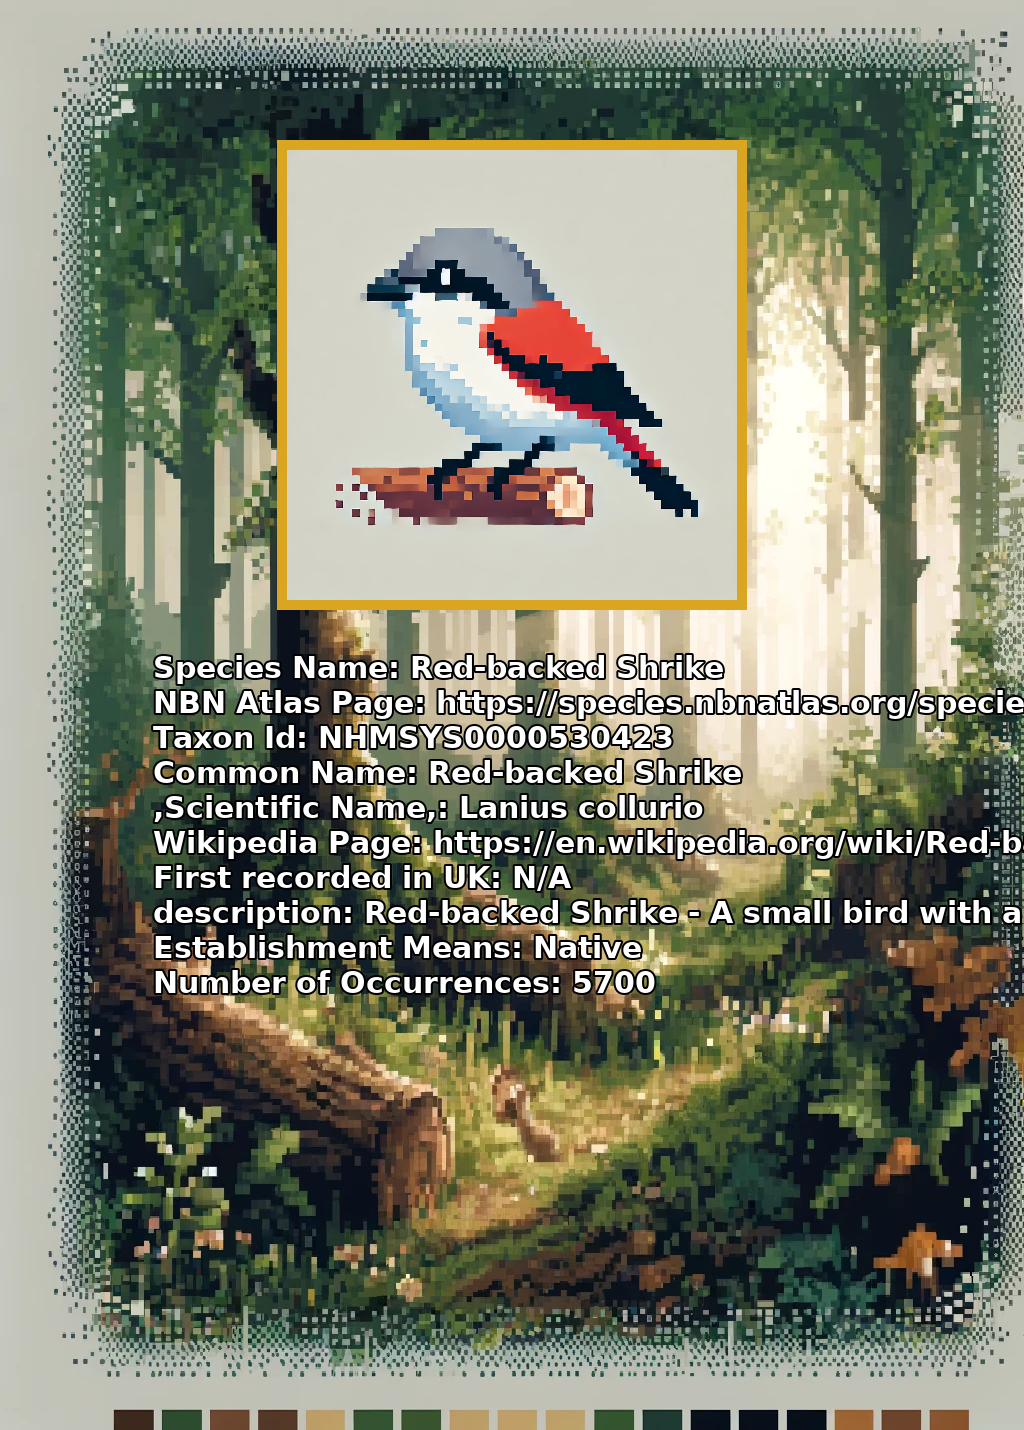 Species Name: Red-backed Shrike
NBN Atlas Page: https://species.nbnatlas.org/specie
Taxon Id: NHMSYS0000530423
Common Name: Red-backed Shrike
,Scientific Name,: Lanius collurio
Wikipedia Page: https://en.wikipedia.org/wiki/Red-b
First recorded in UK: N/A
description: Red-backed Shrike - A small bird with a
Establishment Means: Native
Number of Occurrences: 5700